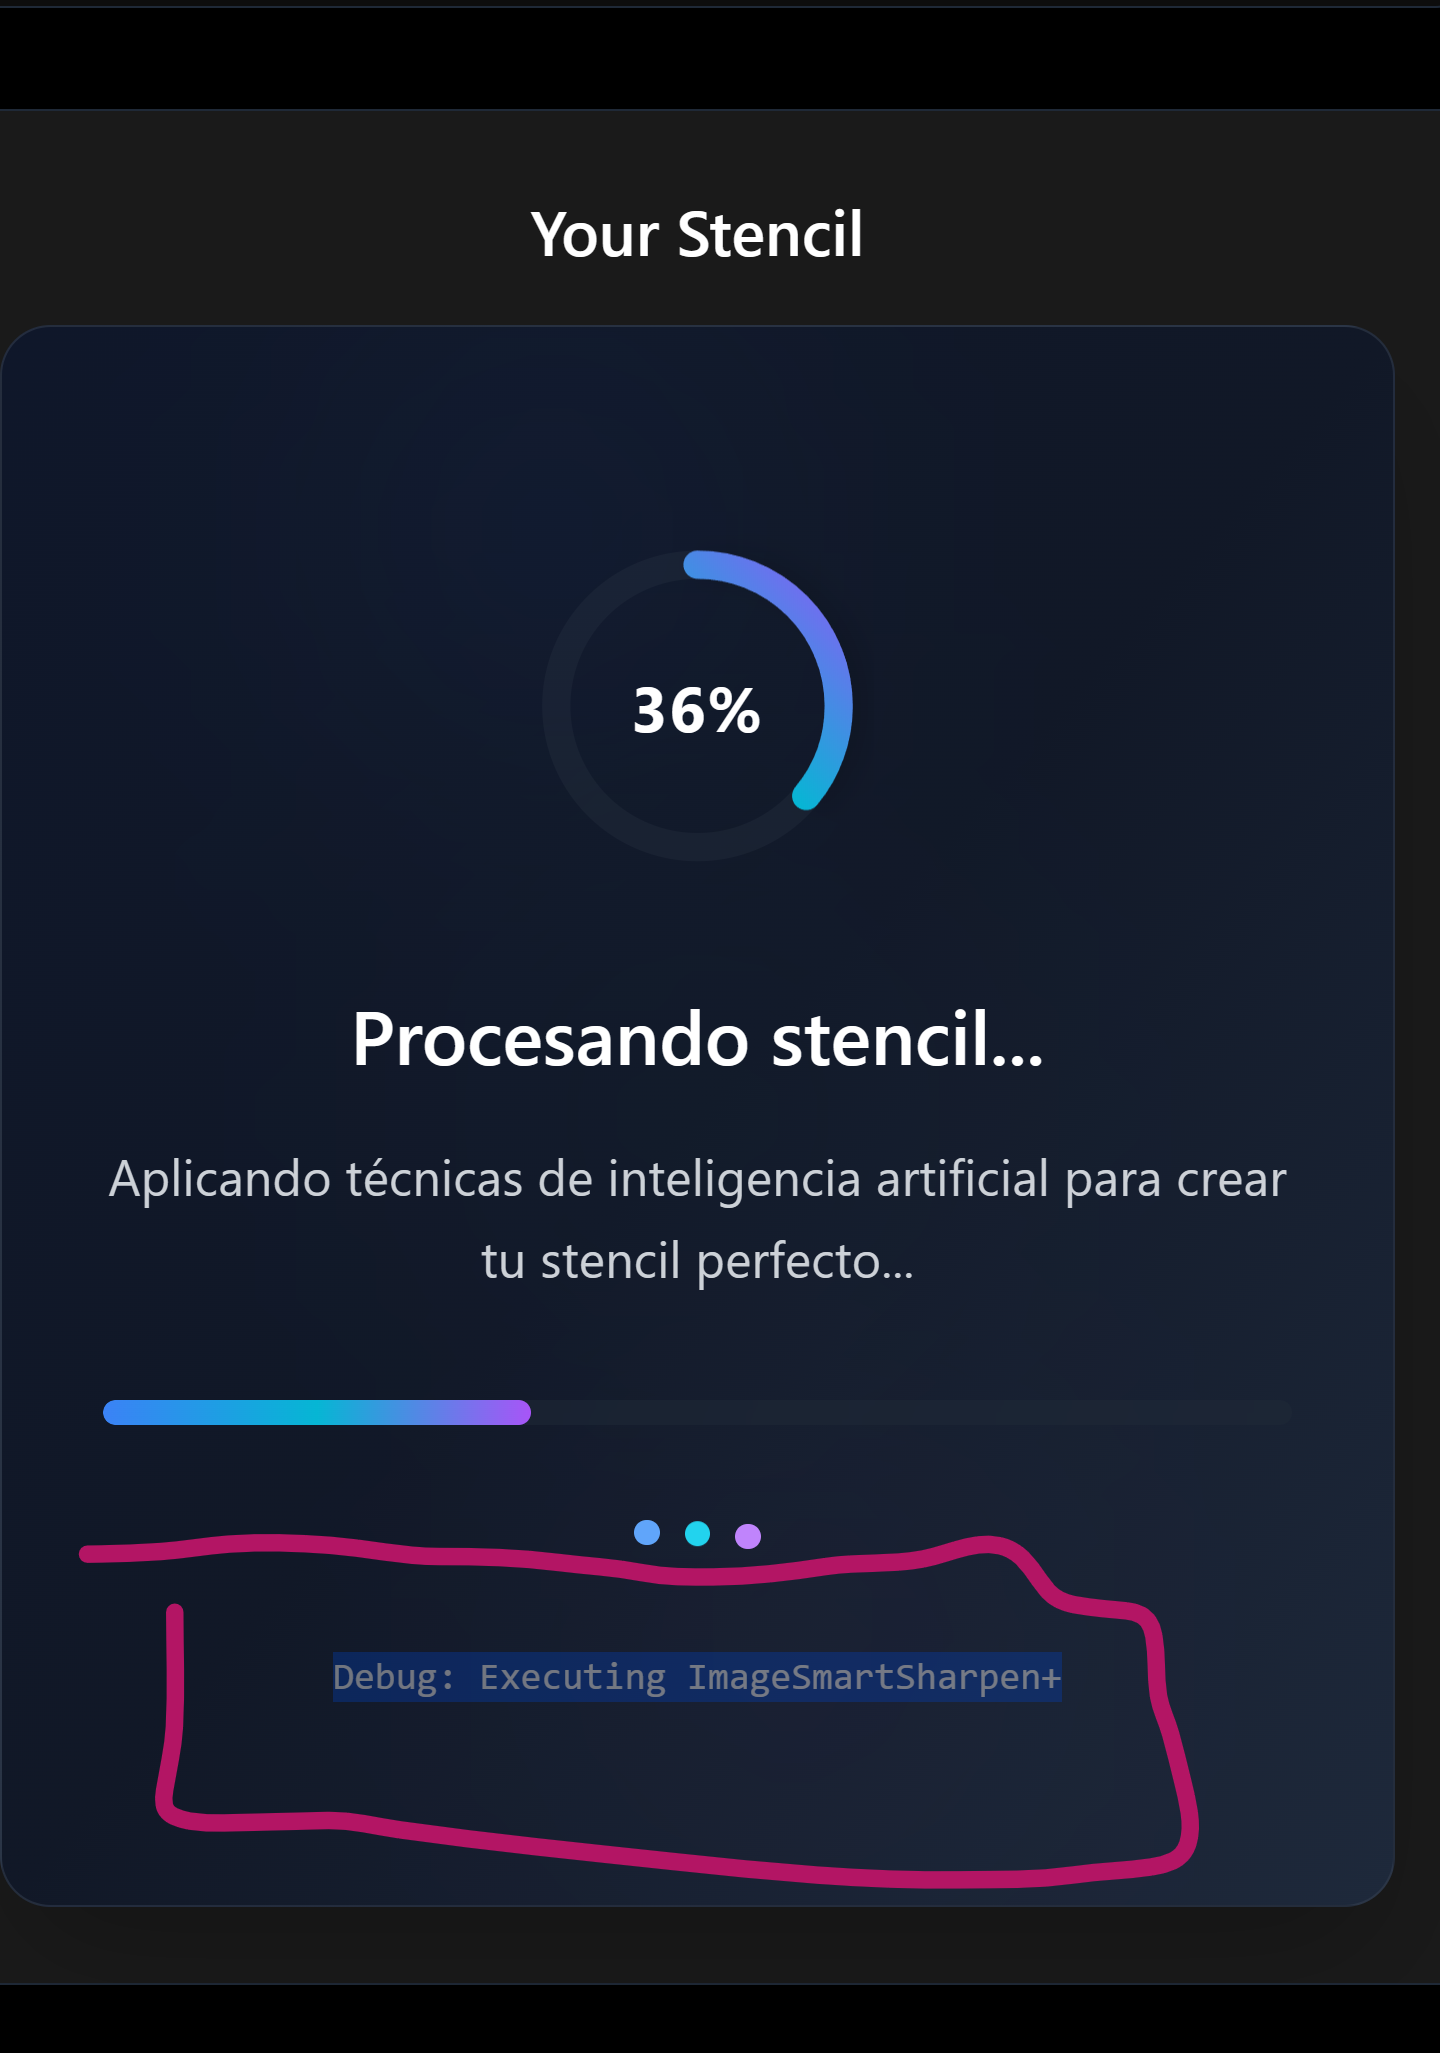 Your Stencil
36%
Procesando stencil...
Aplicando técnicas de inteligencia artificial para crear
tu stencil perfecto...
Debug: Executing ImageSmartSharpen+